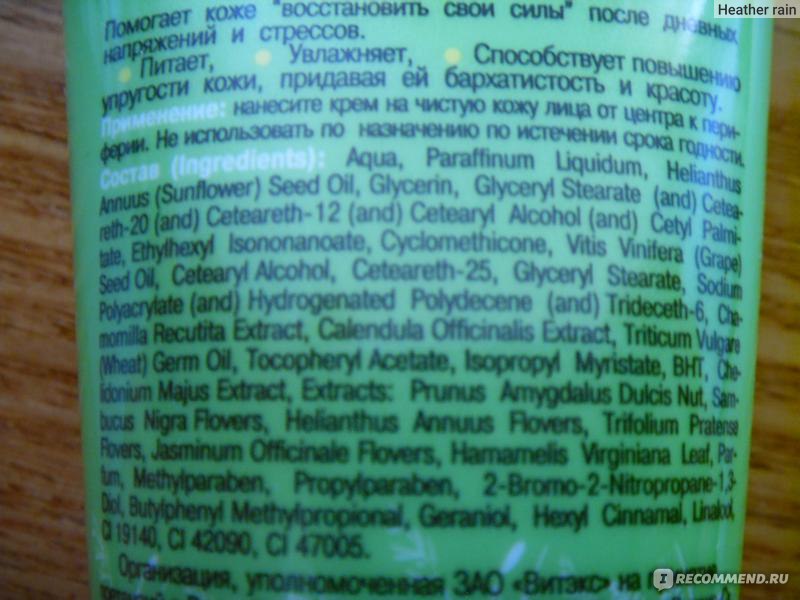 Heather rain
Помогает коже "восстановить свои силы" после дневных
напряжений и стрессов.
Питает, Увлажняет, Способствует повышению
упругости кожи, придавая ей бархатистость и красоту.
Применение: нанесите крем на чистую кожу лица от центра к пери-
ферии. Не использовать по назначению по истечении срока годности.
Состав (Ingredients): Aqua, Paraffinum Liquidum, Helianthus
Annuus (Sunflower) Seed Oil, Glycerin, Glyceryl Stearate (and) Cetea-
reth-20 (and) Ceteareth-12 (and) Cetearyl Alcohol (and) Cetyl Palmi-
tate, Ethylhexyl Isononanoate, Cyclomethicone, Vitis Vinifera (Grape)
Seed Oil, Cetearyl Alcohol, Ceteareth-25, Glyceryl Stearate, Sodium
Polyacrylate (and) Hydrogenated Polydecene (and) Trideceth-6, Cha-
momilla Recutita Extract, Calendula Officinalis Extract, Triticum Vulgare
(Wheat) Germ Oil, Tocopheryl Acetate, Isopropyl Myristate, BHT, Che-
lidonium Majus Extract, Extracts: Prunus Amygdalus Dulcis Nut, Sam-
bucus Nigra Flovers, Helianthus Annuus Flovers, Trifolium Pratense
Flovers, Jasminum Officinale Flovers, Hamamelis Virginiana Leaf, Par-
fum, Methylparaben, Propylparaben, 2-Bromo-2-Nitropropane-1,3-
Diol, Butylphenyl Methylpropional, Geraniol, Hexyl Cinnamal, Linalool,
CI 19140, CI 42090, CI 47005.
Организация, уполномоченная ЗАО «Витэкс» на
IRECOMMEND.RU